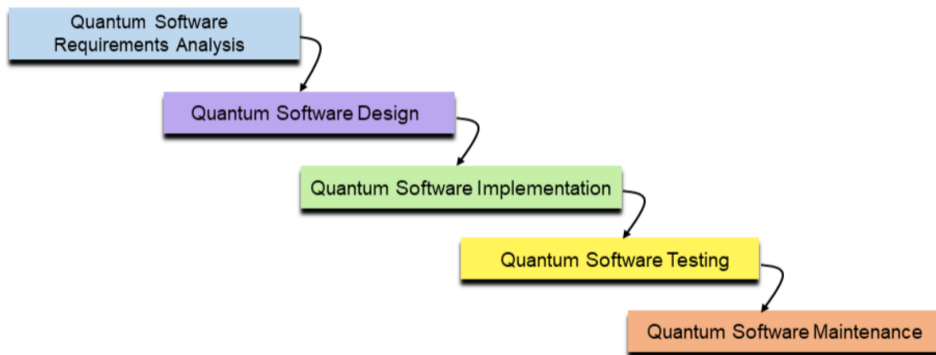 Quantum Software
Requirements Analysis
Quantum Software Design
Quantum Software Implementation
Quantum Software Testing
Quantum Software Maintenance